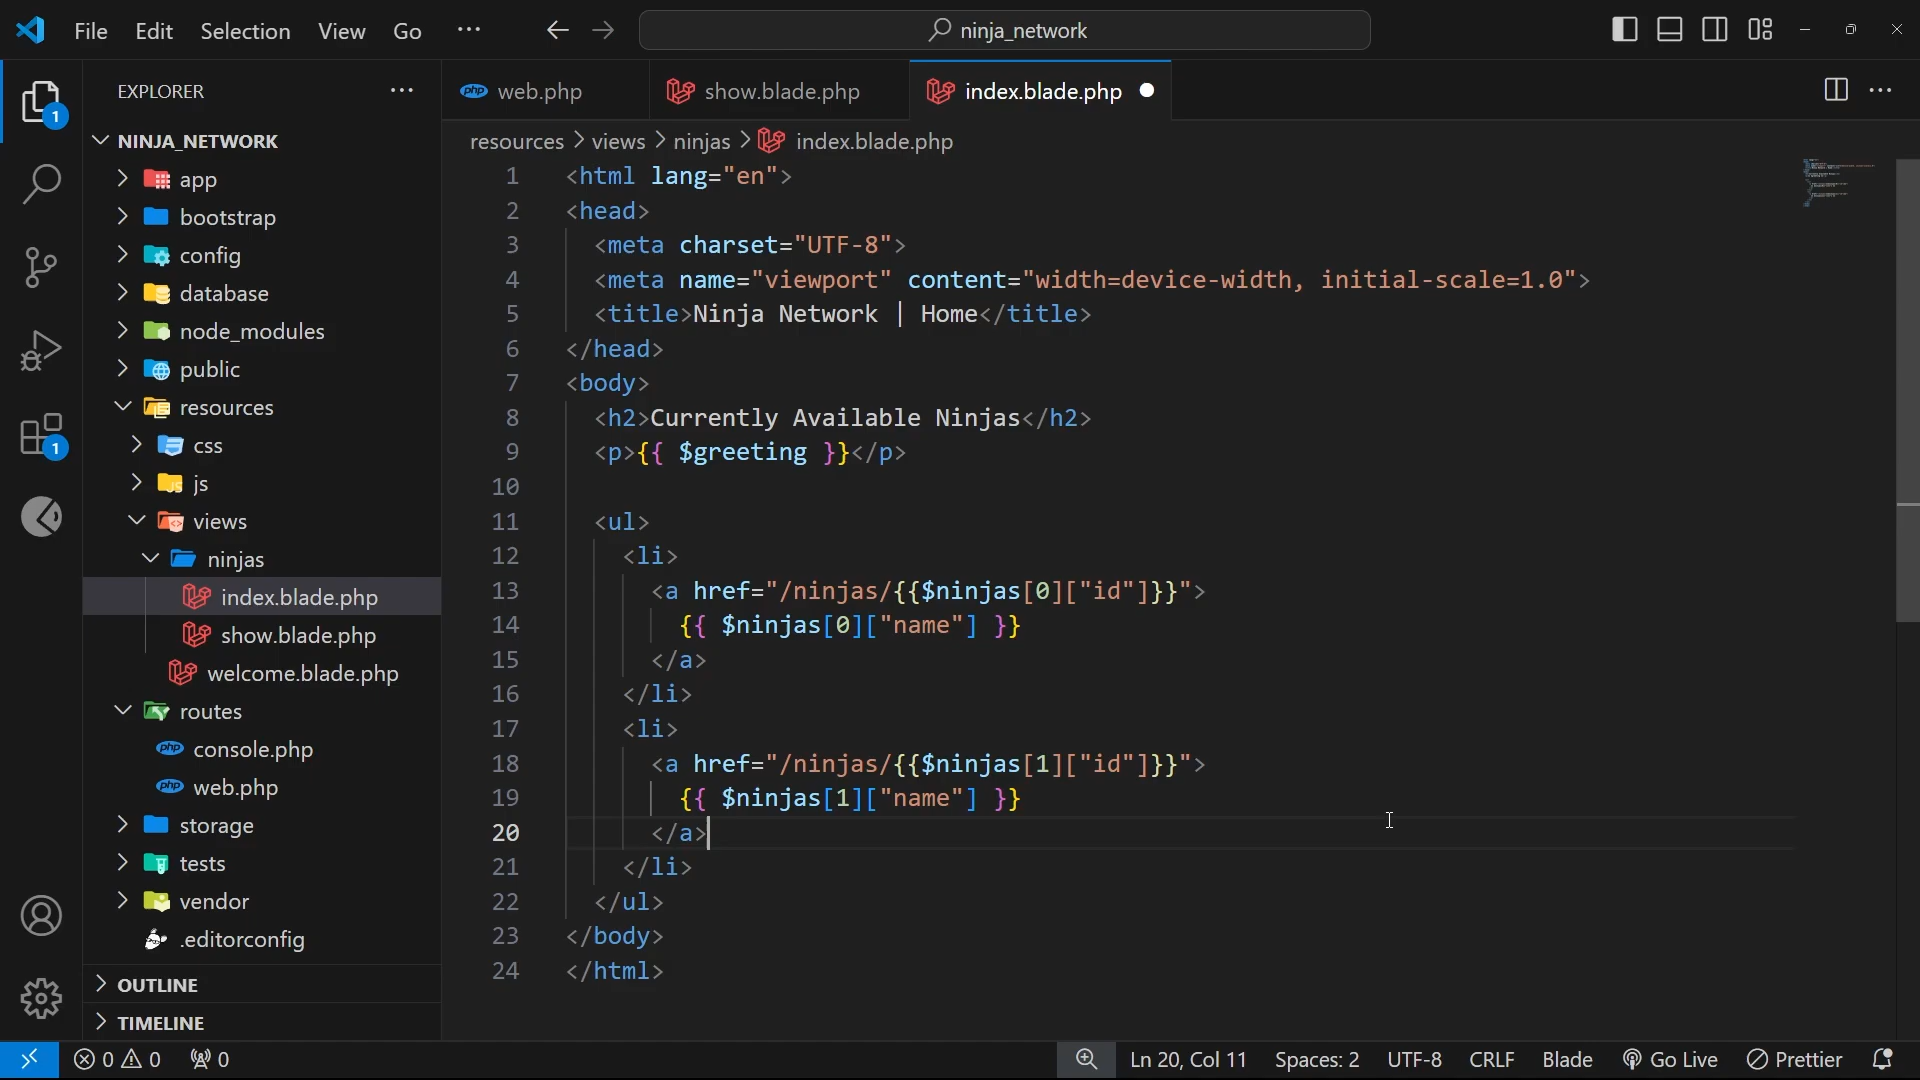 File Edit Selection View Go ninja_network
EXPLORER
NINJA_NETWORK
app
bootstrap
config
database
node_modules
public
resources
css
js
views
ninjas
index.blade.php
show.blade.php
welcome.blade.php
routes
console.php
web.php
storage
tests
vendor
.editorconfig
OUTLINE
TIMELINE
1
1
web.php show.blade.php index.blade.php
resources > views > ninjas > index.blade.php
1 <html lang="en">
2 <head>
3 <meta charset="UTF-8">
4 <meta name="viewport" content="width=device-width, initial-scale=1.0">
5 <title>Ninja Network | Home</title>
6 </head>
7 <body>
8 <h2>Currently Available Ninjas</h2>
9 <p>{{ $greeting }}</p>
10
11 <ul>
12 <li>
13 <a href="/ninjas/{{$ninjas[0]["id"]}}">
14 {{ $ninjas[0]["name"] }}
15 </a>
16 </li>
17 <li>
18 <a href="/ninjas/{{$ninjas[1]["id"]}}">
19 {{ $ninjas[1]["name"] }}
20 </a>
21 </li>
22 </ul>
23 </body>
24 </html>
0 0 0 Ln 20, Col 11 Spaces: 2 UTF-8 CRLF Blade Go Live Prettier